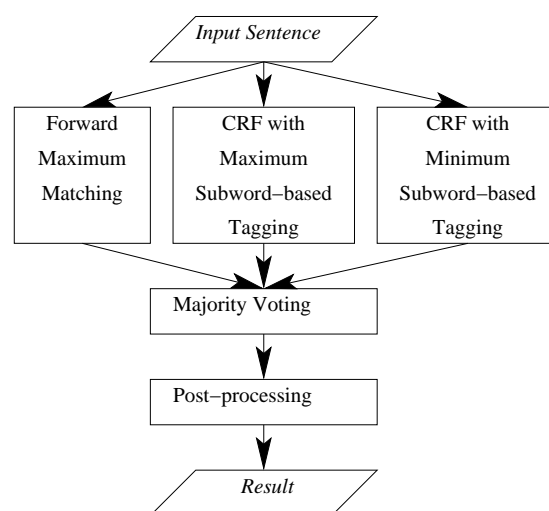 Input Sentence
Forward
Maximum
Matching
CRF with
Maximum
Subword−based
Tagging
CRF with
Minimum
Subword−based
Tagging
Majority Voting
Post−processing
Result